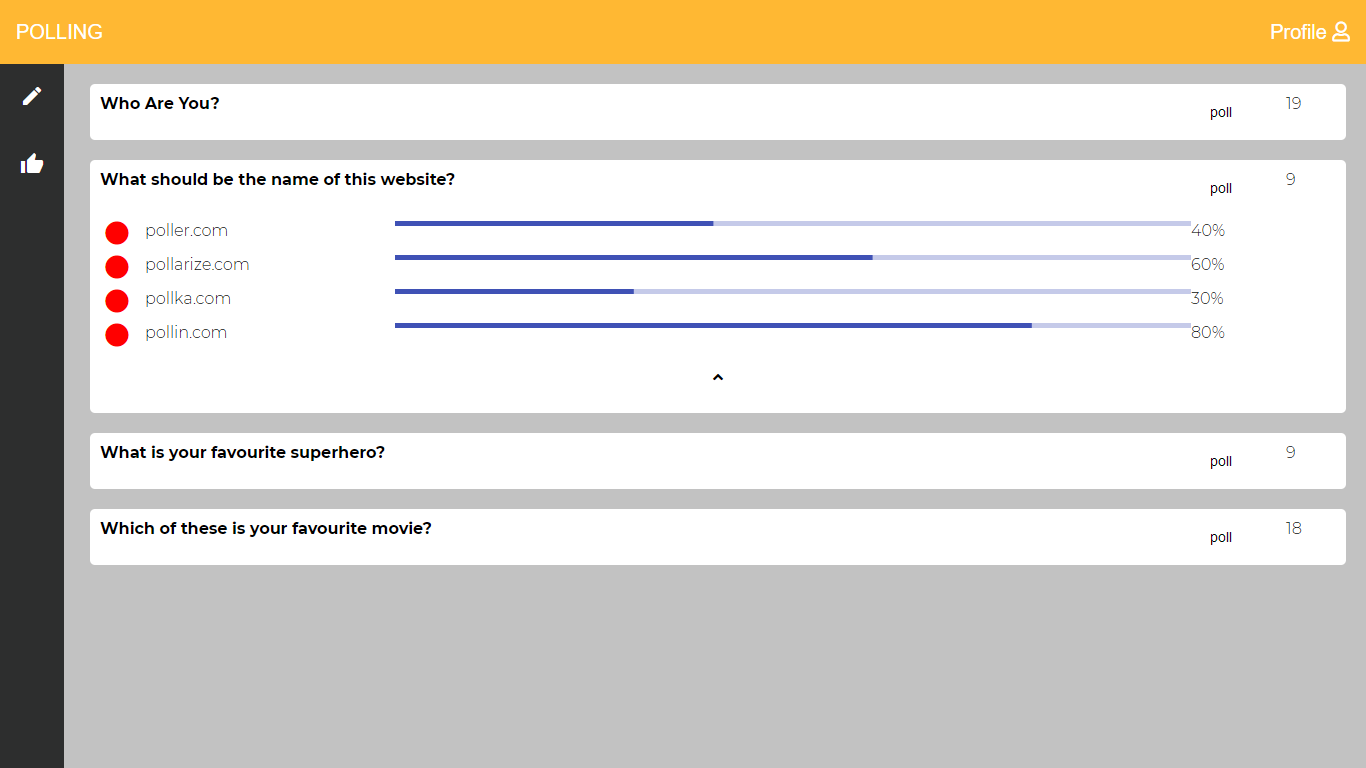 POLLING Profile
Who Are You? poll 19
What should be the name of this website? poll 9
poller.com 40%
pollarize.com 60%
pollka.com 30%
pollin.com 80%
What is your favourite superhero? poll 9
Which of these is your favourite movie? poll 18